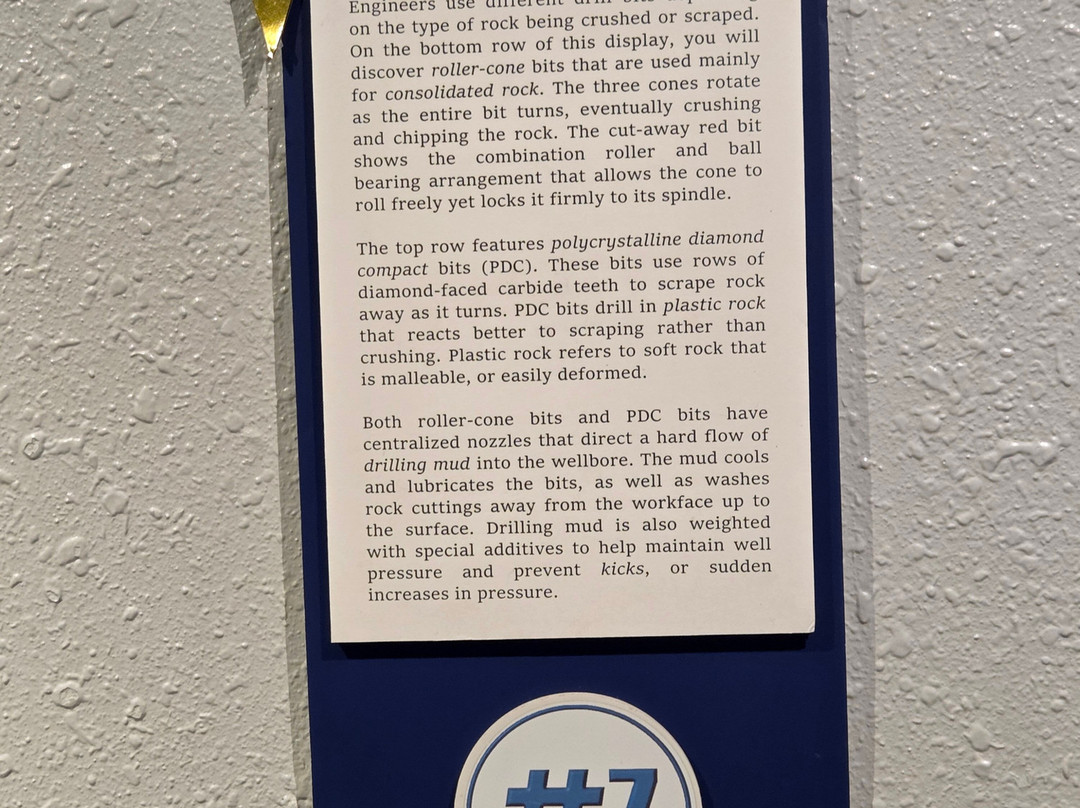 Engineers use different drill bits
on the type of rock being crushed or scraped.
On the bottom row of this display, you will
discover roller-cone bits that are used mainly
for consolidated rock. The three cones rotate
as the entire bit turns, eventually crushing
and chipping the rock. The cut-away red bit
shows the combination roller and ball
bearing arrangement that allows the cone to
roll freely yet locks it firmly to its spindle.
The top row features polycrystalline diamond
compact bits (PDC). These bits use rows of
diamond-faced carbide teeth to scrape rock
away as it turns. PDC bits drill in plastic rock
that reacts better to scraping rather than
crushing. Plastic rock refers to soft rock that
is malleable, or easily deformed.
Both roller-cone bits and PDC bits have
centralized nozzles that direct a hard flow of
drilling mud into the wellbore. The mud cools
and lubricates the bits, as well as washes
rock cuttings away from the workface up to
the surface. Drilling mud is also weighted
with special additives to help maintain well
pressure and prevent kicks, or sudden
increases in pressure.
#7